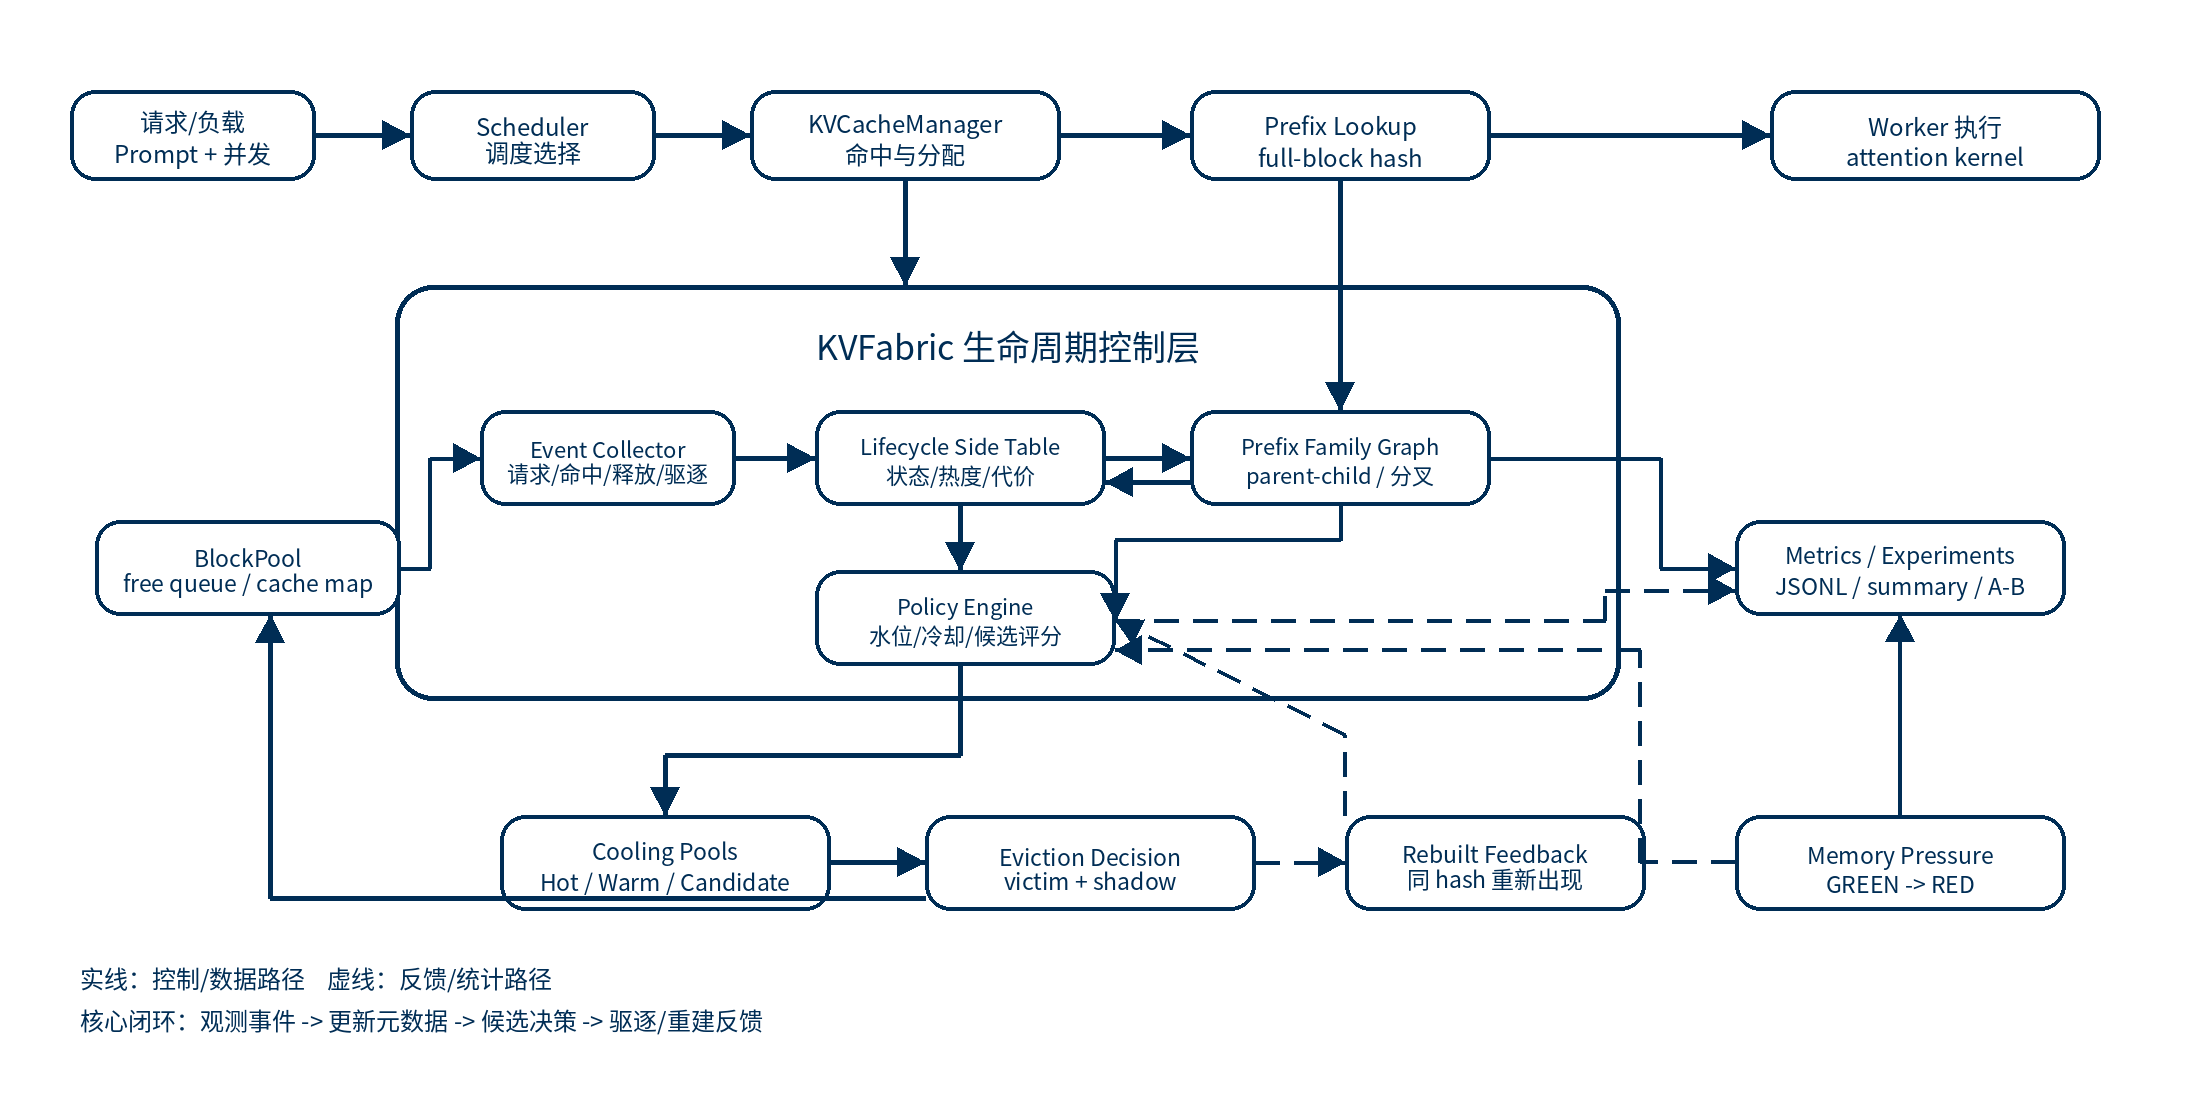 请求/负载
Prompt + 并发
Scheduler
调度选择
KVCacheManager
命中与分配
Prefix Lookup
full-block hash
Worker 执行
attention kernel
KVFabric 生命周期控制层
Event Collector
请求/命中/释放/驱逐
Lifecycle Side Table
状态/热度/代价
Prefix Family Graph
parent-child / 分叉
BlockPool
free queue / cache map
Policy Engine
水位/冷却/候选评分
Metrics / Experiments
JSONL / summary / A-B
Cooling Pools
Hot / Warm / Candidate
Eviction Decision
victim + shadow
Rebuilt Feedback
同 hash 重新出现
Memory Pressure
GREEN -> RED
实线：控制/数据路径 虚线：反馈/统计路径
核心闭环：观测事件 -> 更新元数据 -> 候选决策 -> 驱逐/重建反馈